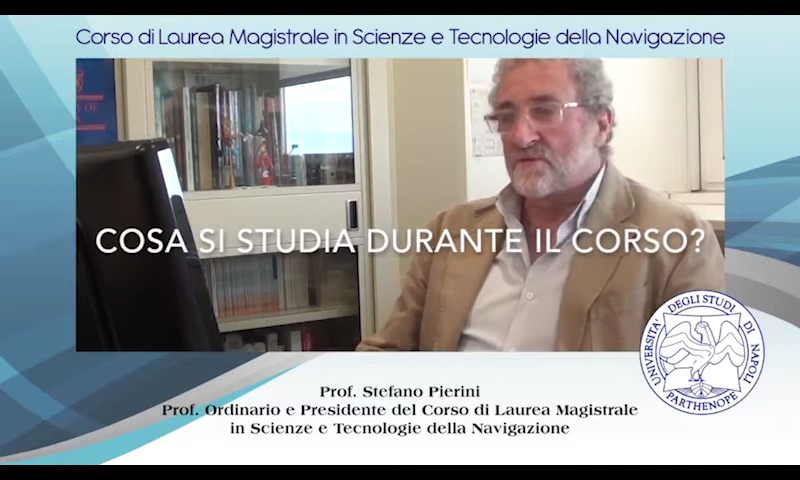 Corso di Laurea Magistrale in Scienze e Tecnologie della Navigazione
COSA SI STUDIA DURANTE IL CORSO?
UNIVERSITA' DEGLI STUDI DI NAPOLI
PARTHENOPE
Prof. Stefano Pierini
Prof. Ordinario e Presidente del Corso di Laurea Magistrale
in Scienze e Tecnologie della Navigazione